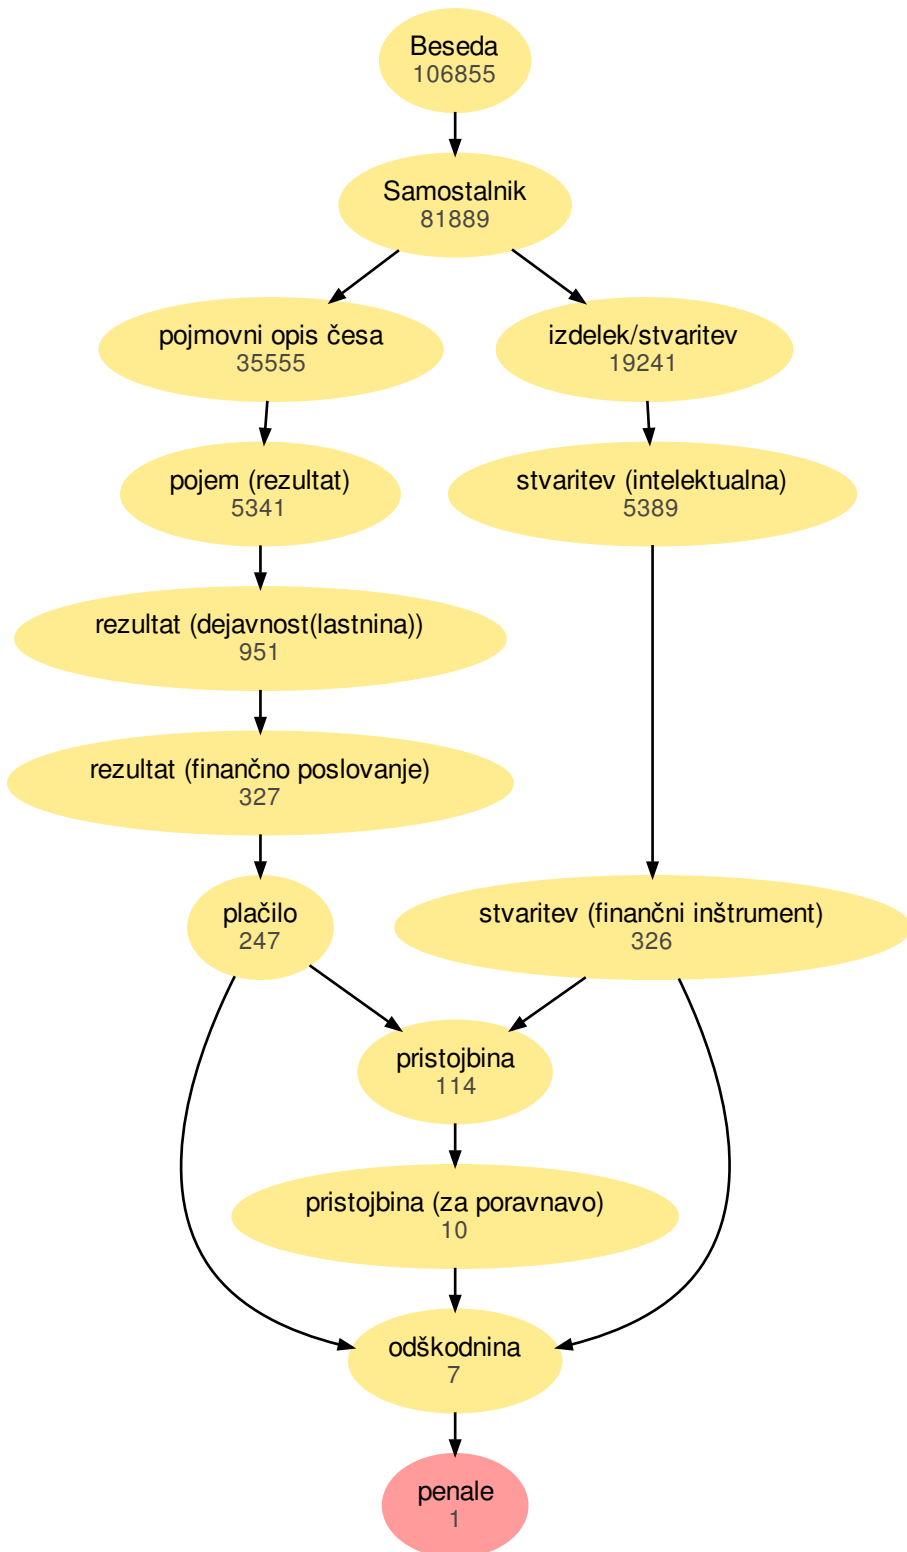 Beseda
106855
Samostalnik
81889
pojmovni opis česa
35555
izdelek/stvaritev
19241
pojem (rezultat)
5341
stvaritev (intelektualna)
5389
rezultat (dejavnost(lastnina))
951
rezultat (finančno poslovanje)
327
plačilo
247
stvaritev (finančni inštrument)
326
pristojbina
114
pristojbina (za poravnavo)
10
odškodnina
7
penale
1